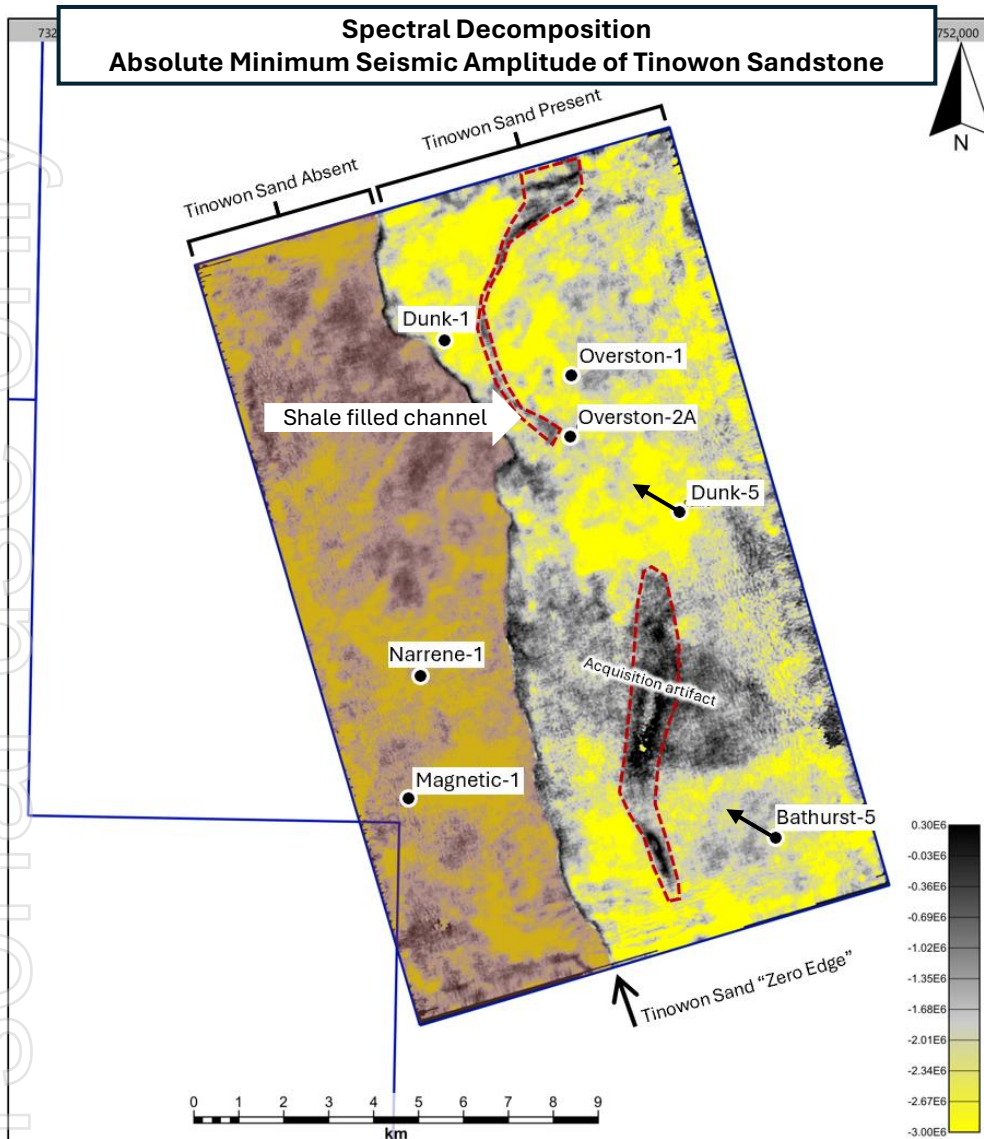 Spectral Decomposition
Absolute Minimum Seismic Amplitude of Tinowon Sandstone
752,000
N
Tinowon Sand Absent
Tinowon Sand Present
Dunk-1
Overston-1
Shale filled channel
Overston-2A
Dunk-5
Narrene-1
Acquisition artifact
Magnetic-1
Bathurst-5
Tinowon Sand “Zero Edge”
0.30E6
-0.03E6
-0.36E6
-0.69E6
-1.02E6
-1.35E6
-1.68E6
-2.01E6
-2.34E6
-2.67E6
-3.00E6
0 1 2 3 4 5 6 7 8 9
km